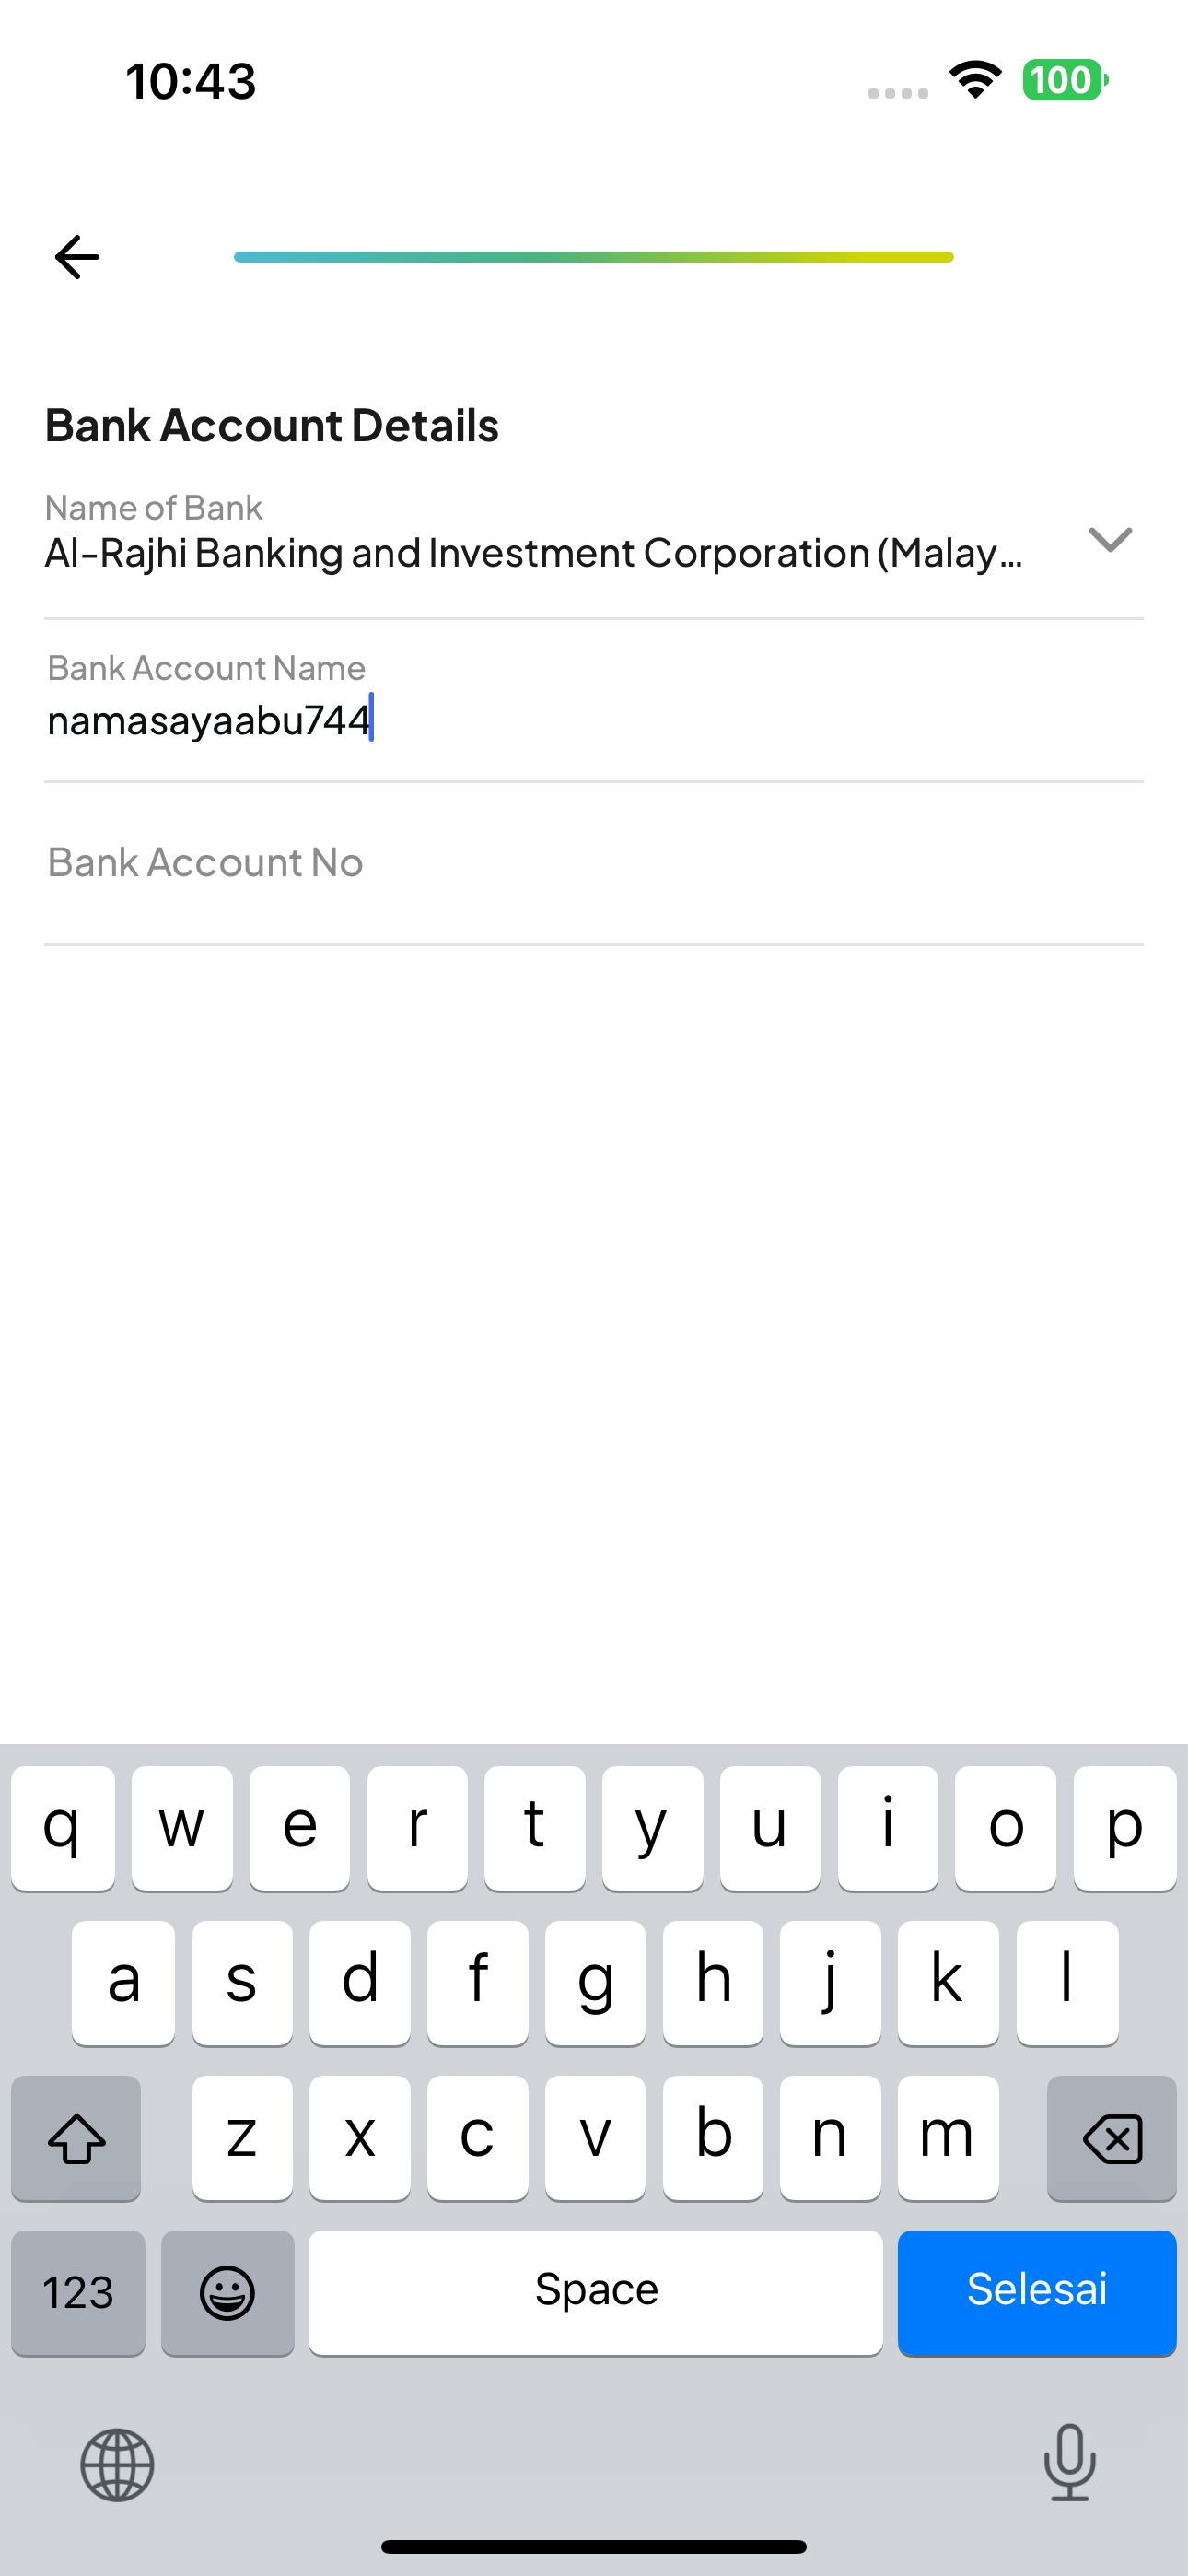 10:43
100
Bank Account Details
Name of Bank
Al-Rajhi Banking and Investment Corporation (Malay...
Bank Account Name
namasayaabu744
Bank Account No
q w e r t y u i o p
a s d f g h j k l
z x c v b n m
123 Space Selesai